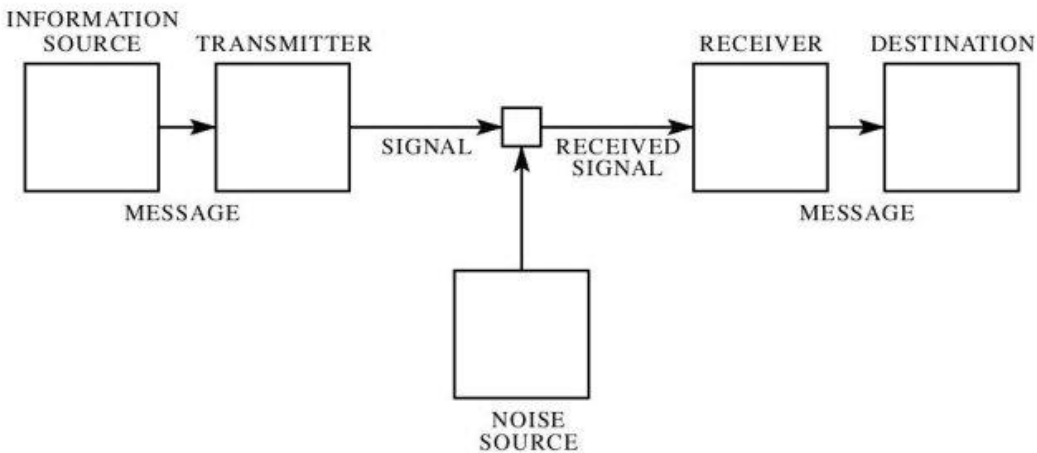 INFORMATION
SOURCE
TRANSMITTER
RECEIVER
DESTINATION
SIGNAL
RECEIVED
SIGNAL
MESSAGE
MESSAGE
NOISE
SOURCE